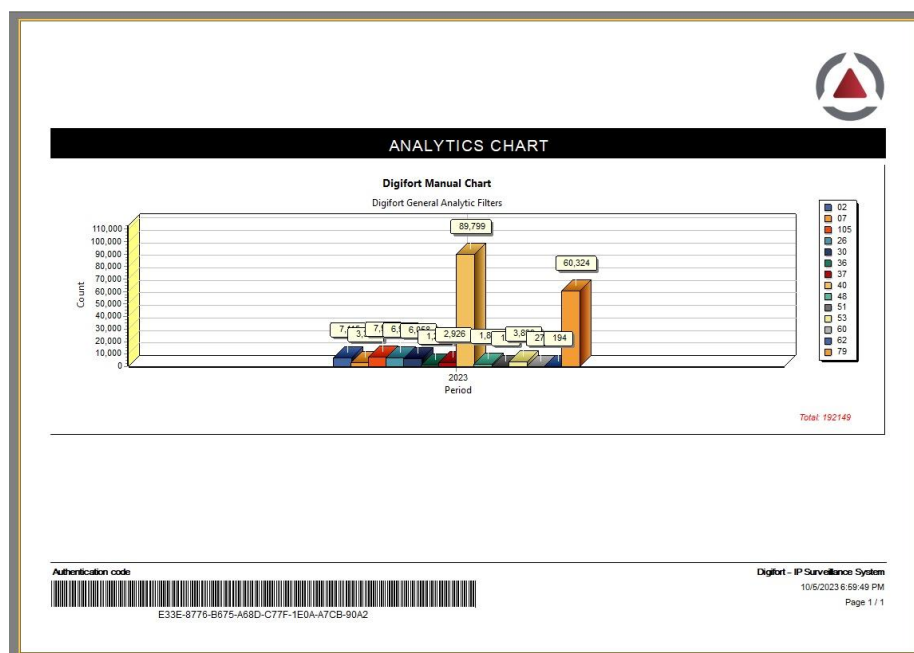 ANALYTICS CHART
Digifort Manual Chart
Digifort General Analytic Filters
110,000
100,000
90,000
80,000
70,000
60,000
50,000
40,000
30,000
20,000
10,000
0
Count
89,799
60,324
2,926
194
2023
Period
02
07
105
26
30
36
37
40
48
51
53
60
62
79
Total: 192149
Authentication code
E33E-8776-B675-A68D-C77F-1E0A-A7CB-90A2
Digifort - IP Surveillance System
10/5/2023 6:59:49 PM
Page 1 / 1